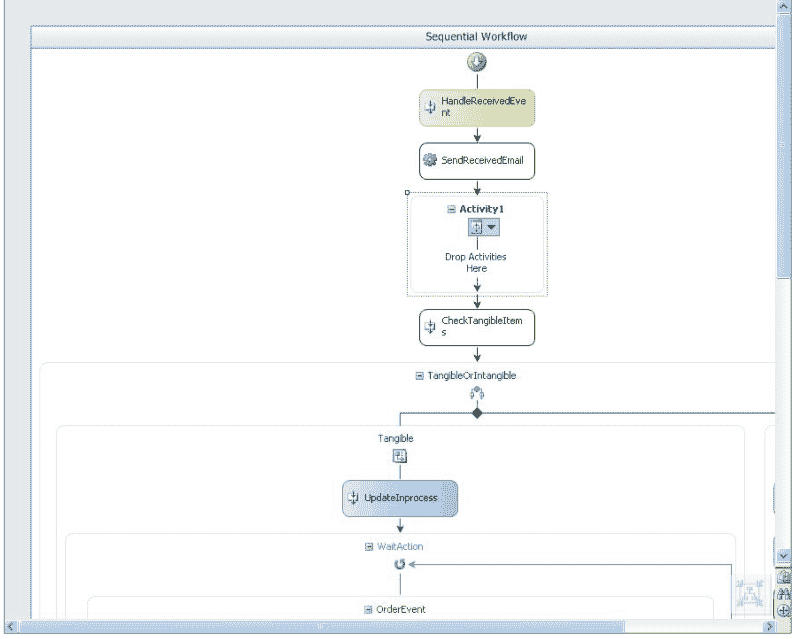 Sequential Workflow
HandleReceivedEve
nt
SendReceivedEmail
Activity1
Drop Activities
Here
CheckTangibleItem
s
TangibleOrIntangible
Tangible
UpdateInprocess
WaitAction
OrderEvent